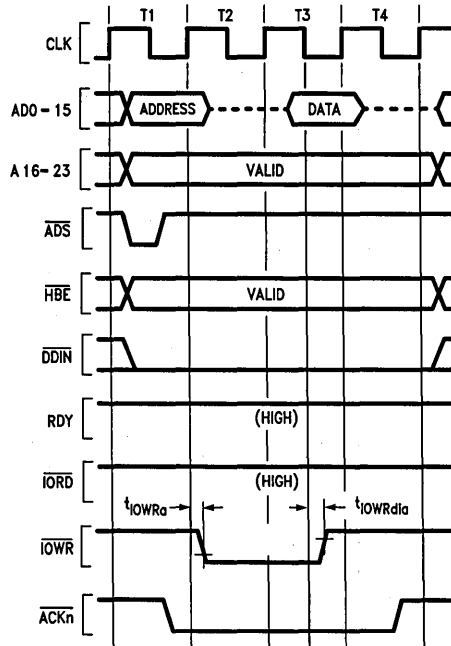 T1 T2 T3 T4
CLK
AD0-15 ADDRESS DATA
A16-23 VALID
ADS
HBE VALID
DDIN
RDY (HIGH)
IORD (HIGH)
tIOWRa tIOWRdia
IOWR
ACKn